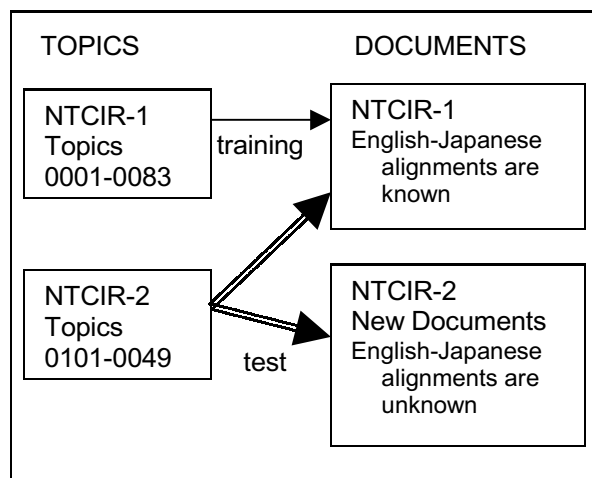 TOPICS
DOCUMENTS
NTCIR-1
Topics
0001-0083
training
NTCIR-1
English-Japanese
alignments are
known
NTCIR-2
Topics
0101-0049
test
NTCIR-2
New Documents
English-Japanese
alignments are
unknown